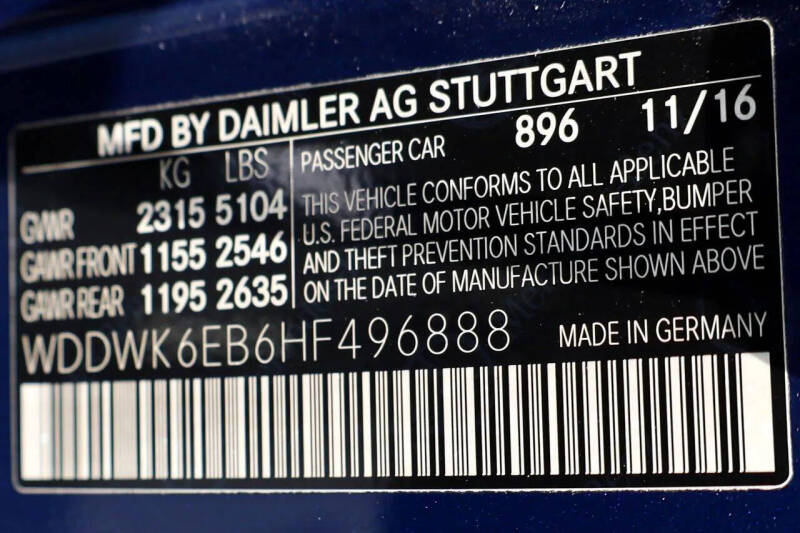 MFD BY DAIMLER AG STUTTGART
KG LBS
GVWR 2315 5104
GAWR FRONT 1155 2546
GAWR REAR 1195 2635
PASSENGER CAR 896 11/16
THIS VEHICLE CONFORMS TO ALL APPLICABLE
U.S. FEDERAL MOTOR VEHICLE SAFETY,BUMPER
AND THEFT PREVENTION STANDARDS IN EFFECT
ON THE DATE OF MANUFACTURE SHOWN ABOVE
WDDWK6EB6HF496888
MADE IN GERMANY